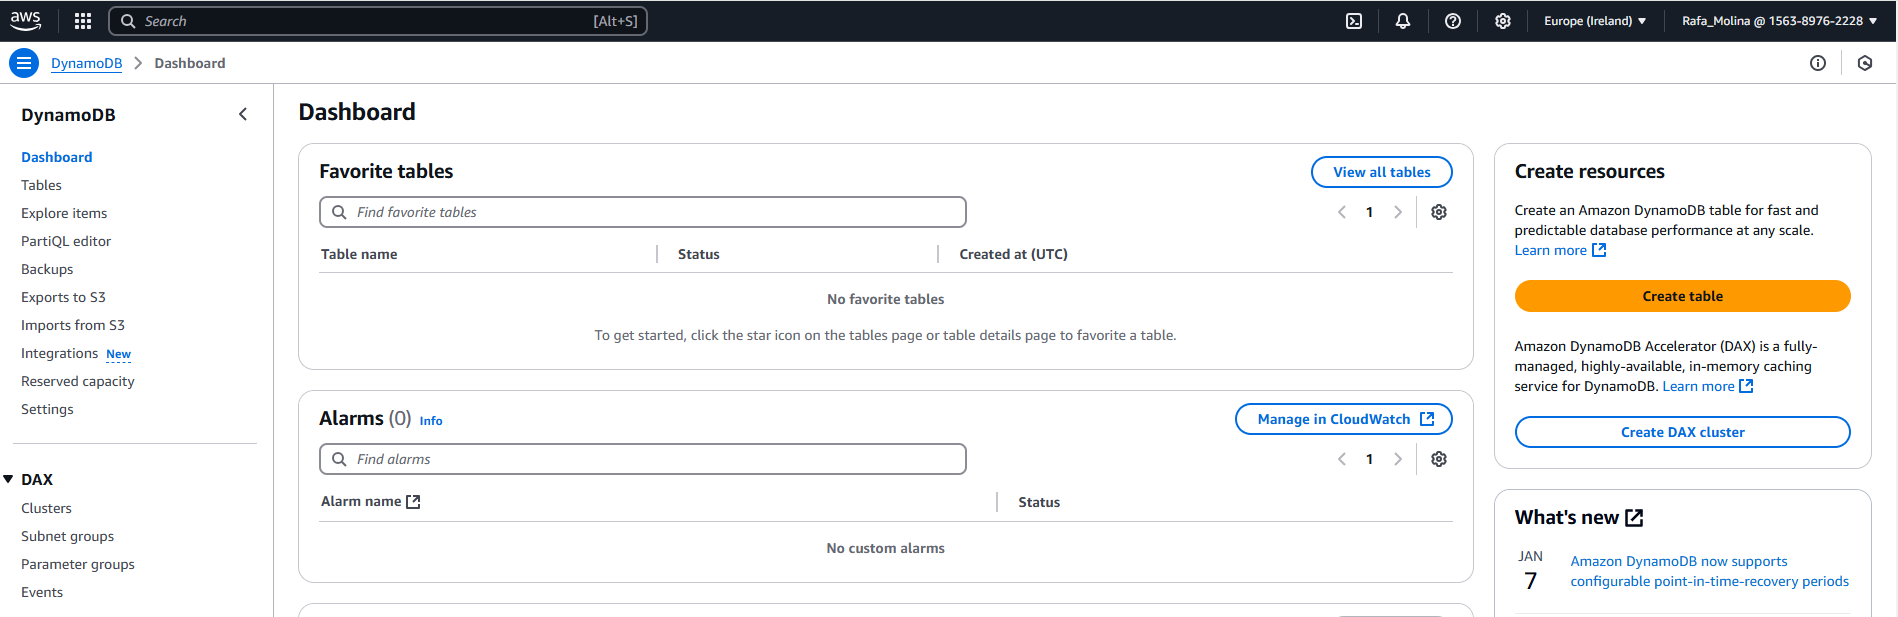 aws
Search
[Alt+S]
Europe (Ireland)
Rafa_Molina @ 1563-8976-2228
DynamoDB
Dashboard
DynamoDB
Dashboard
Tables
Explore items
PartiQL editor
Backups
Exports to S3
Imports from S3
Integrations New
Reserved capacity
Settings
DAX
Clusters
Subnet groups
Parameter groups
Events
Dashboard
Favorite tables
View all tables
Find favorite tables
1
Table name
Status
Created at (UTC)
No favorite tables
To get started, click the star icon on the tables page or table details page to favorite a table.
Alarms (0) Info
Manage in CloudWatch
Find alarms
1
Alarm name
Status
No custom alarms
Create resources
Create an Amazon DynamoDB table for fast and
predictable database performance at any scale.
Learn more
Create table
Amazon DynamoDB Accelerator (DAX) is a fully-
managed, highly-available, in-memory caching
service for DynamoDB. Learn more
Create DAX cluster
What's new
JAN
7
Amazon DynamoDB now supports
configurable point-in-time-recovery periods